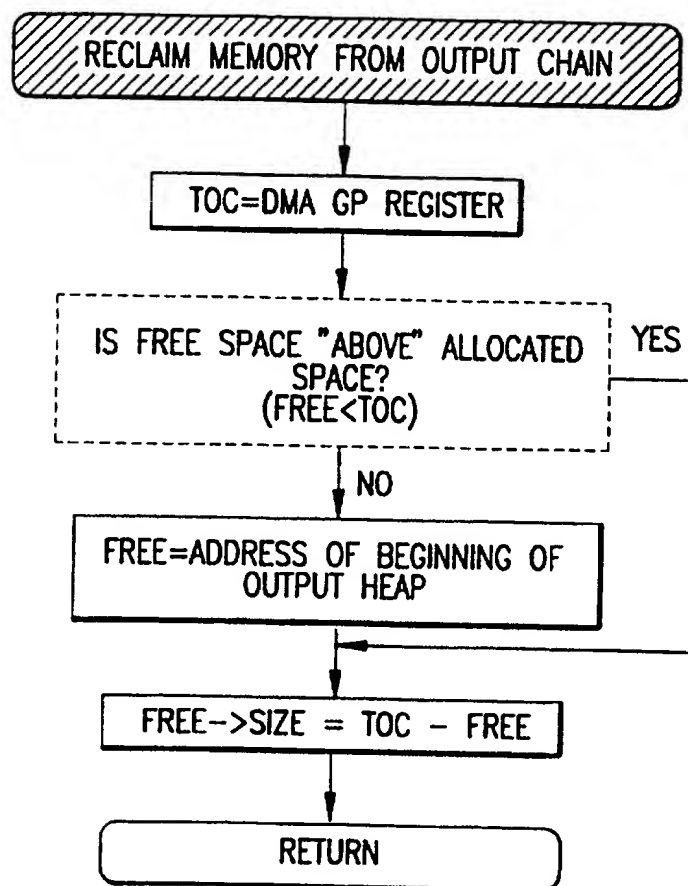 RECLAIM MEMORY FROM OUTPUT CHAIN
TOC=DMA GP REGISTER
IS FREE SPACE "ABOVE" ALLOCATED
SPACE?
(FREE<TOC)
YES
NO
FREE=ADDRESS OF BEGINNING OF
OUTPUT HEAP
FREE->SIZE = TOC - FREE
RETURN